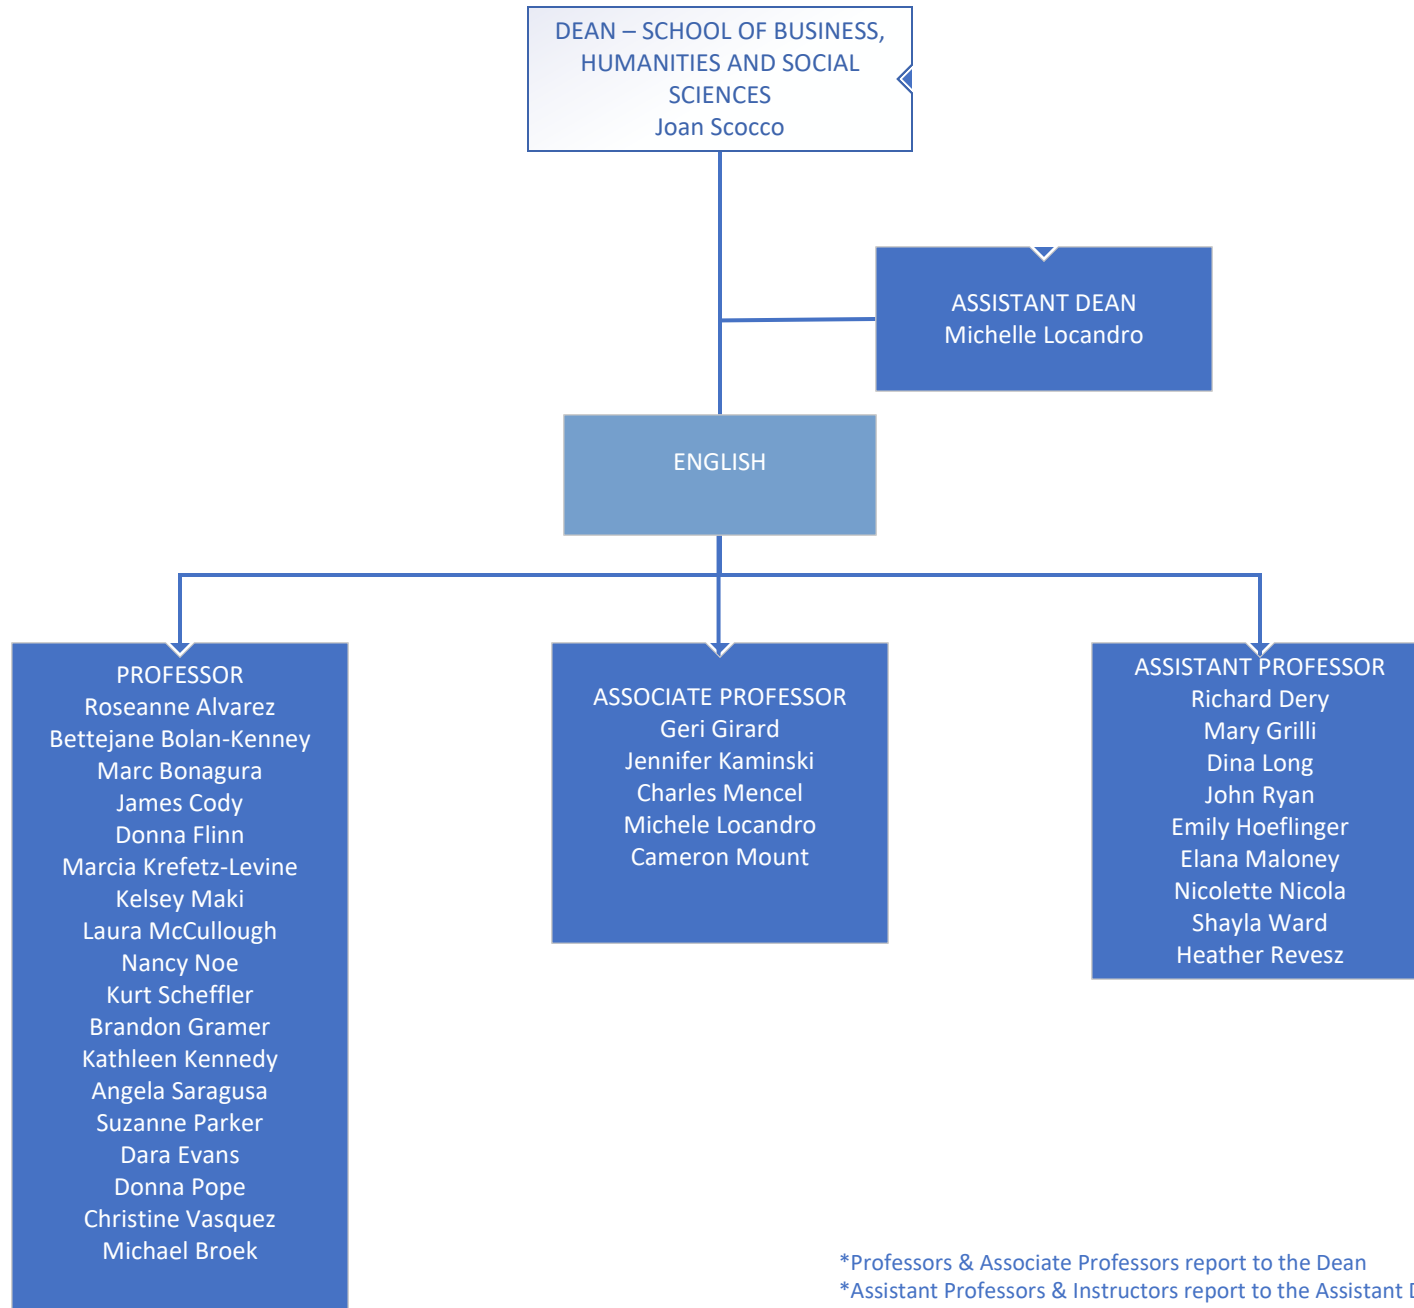 DEAN – SCHOOL OF BUSINESS,
HUMANITIES AND SOCIAL
SCIENCES
Joan Scocco
ASSISTANT DEAN
Michelle Locandro
ENGLISH
PROFESSOR
Roseanne Alvarez
Bettejane Bolan-Kenney
Marc Bonagura
James Cody
Donna Flinn
Marcia Krefetz-Levine
Kelsey Maki
Laura McCullough
Nancy Noe
Kurt Scheffler
Brandon Gramer
Kathleen Kennedy
Angela Saragusa
Suzanne Parker
Dara Evans
Donna Pope
Christine Vasquez
Michael Broek
ASSOCIATE PROFESSOR
Geri Girard
Jennifer Kaminski
Charles Mencel
Michele Locandro
Cameron Mount
ASSISTANT PROFESSOR
Richard Dery
Mary Grilli
Dina Long
John Ryan
Emily Hoeflinger
Elana Maloney
Nicolette Nicola
Shayla Ward
Heather Revesz
*Professors & Associate Professors report to the Dean
*Assistant Professors & Instructors report to the Assistant